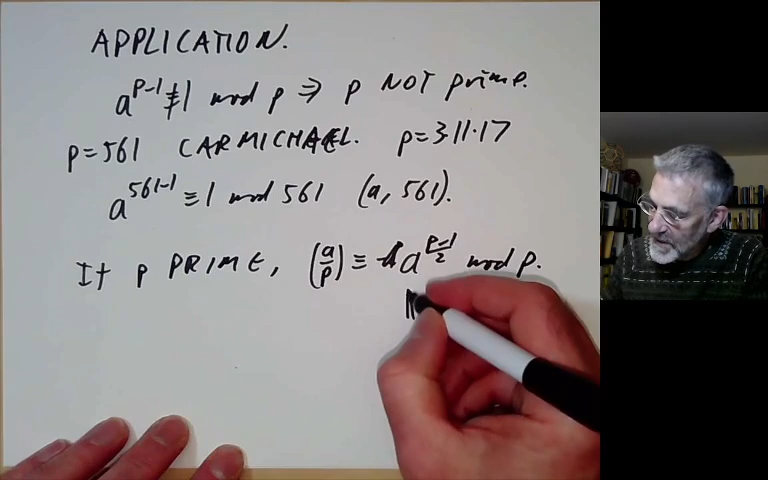 APPLICATION.
a^{p-1} ≢ 1 mod p ⇒ p NOT prime.
p=561 CARMICHAEL. p=3·11·17
a^{561-1} ≡ 1 mod 561 (a, 561).
If p PRIME, (a/p) ≡ a^{(p-1)/2} mod p.